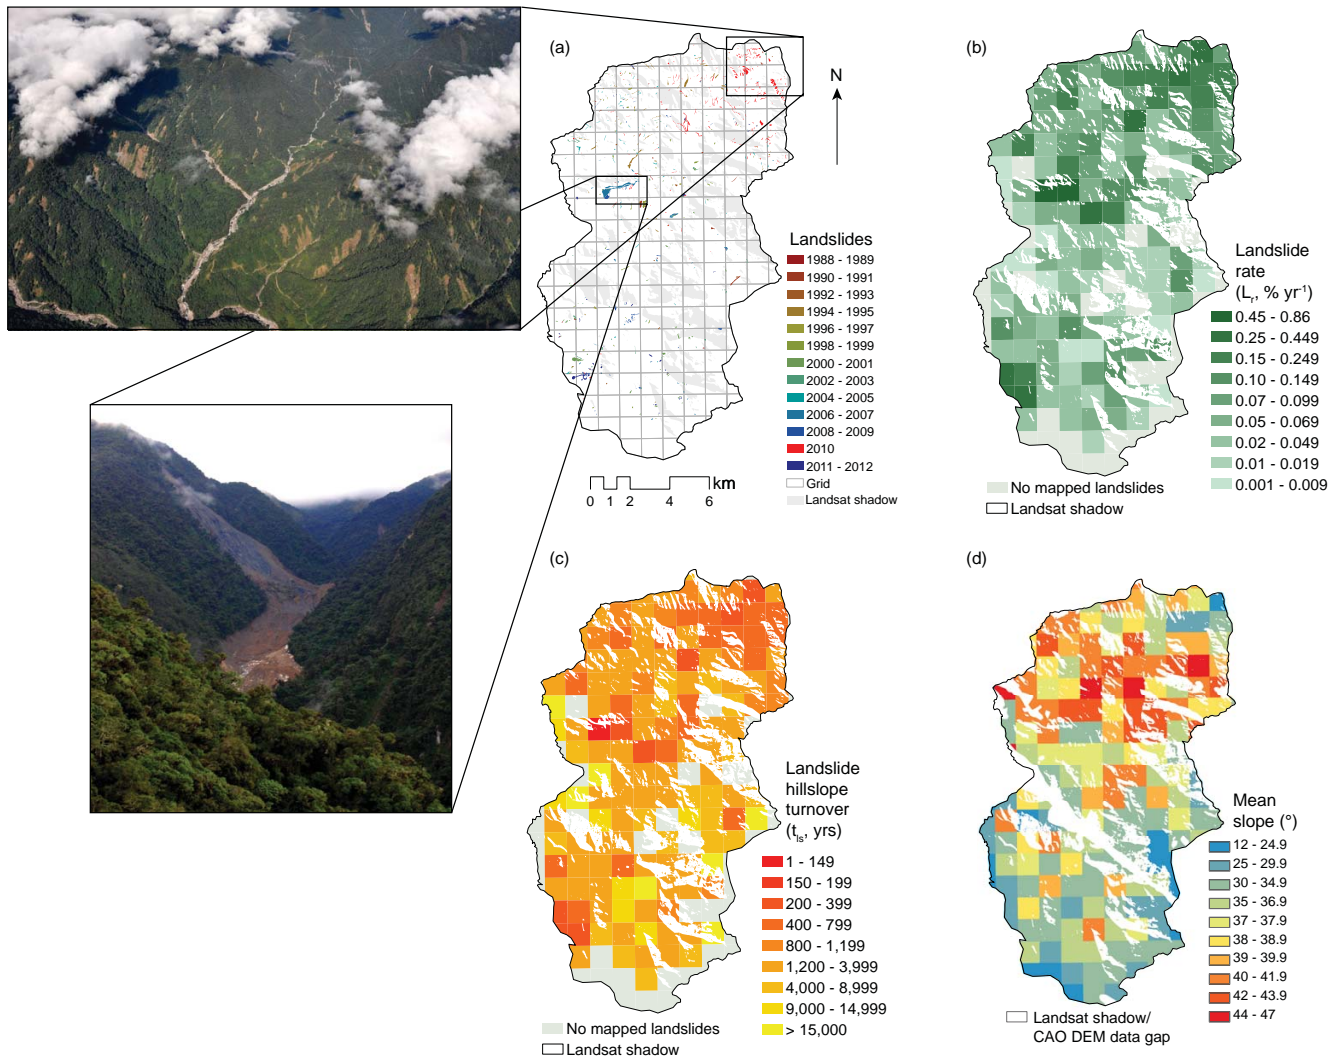 (a)
N
Landslides
1988 - 1989
1990 - 1991
1992 - 1993
1994 - 1995
1996 - 1997
1998 - 1999
2000 - 2001
2002 - 2003
2004 - 2005
2006 - 2007
2008 - 2009
2010
2011 - 2012
Grid
Landsat shadow
km
0 1 2 4 6
(b)
Landslide
rate
(Lr, % yr-1)
0.45 - 0.86
0.25 - 0.449
0.15 - 0.249
0.10 - 0.149
0.07 - 0.099
0.05 - 0.069
0.02 - 0.049
0.01 - 0.019
0.001 - 0.009
No mapped landslides
Landsat shadow
(c)
Landslide
hillslope
turnover
(tls, yrs)
1 - 149
150 - 199
200 - 399
400 - 799
800 - 1,199
1,200 - 3,999
4,000 - 8,999
9,000 - 14,999
> 15,000
No mapped landslides
Landsat shadow
(d)
Mean
slope (°)
12 - 24.9
25 - 29.9
30 - 34.9
35 - 36.9
37 - 37.9
38 - 38.9
39 - 39.9
40 - 41.9
42 - 43.9
44 - 47
Landsat shadow/
CAO DEM data gap